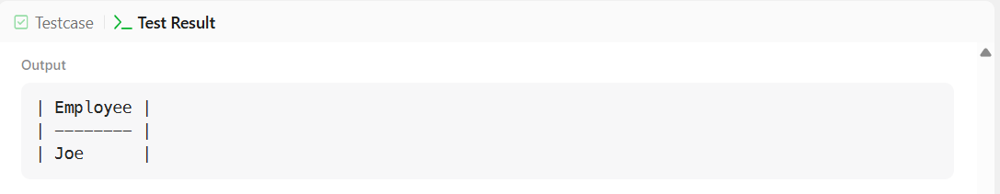 Testcase Test Result
Output
| Employee |
| -------- |
| Joe      |